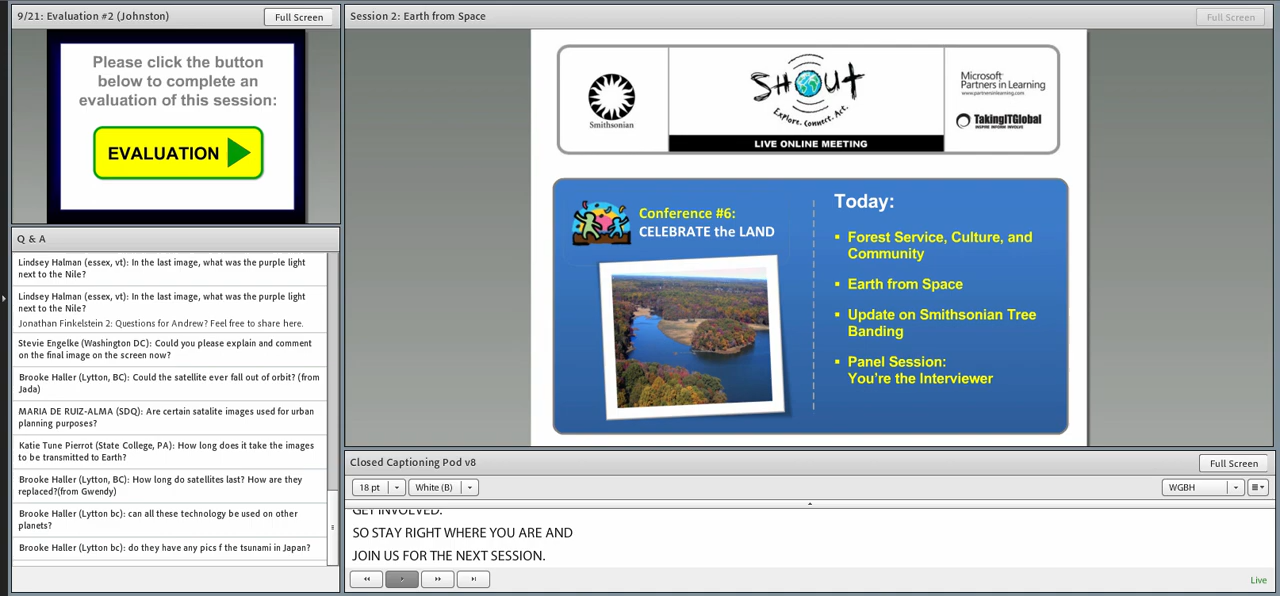 9/21: Evaluation #2 (Johnston)
Full Screen
Please click the button
below to complete an
evaluation of this session:
EVALUATION
Q & A
Lindsey Halman (essex, vt): In the last image, what was the purple light
next to the Nile?
Lindsey Halman (essex, vt): In the last image, what was the purple light
next to the Nile?
Jonathan Finkelstein 2: Questions for Andrew? Feel free to share here.
Stevie Engelke (Washington DC): Could you please explain and comment
on the final image on the screen now?
Brooke Haller (Lytton, BC): Could the satellite ever fall out of orbit? (from
Jada)
MARIA DE RUIZ-ALMA (SDQ): Are certain satalite images used for urban
planning purposes?
Katie Tune Pierrot (State College, PA): How long does it take the images
to be transmitted to Earth?
Brooke Haller (Lytton, BC): How long do satellites last? How are they
replaced?(from Gwendy)
Brooke Haller (Lytton bc): can all these technology be used on other
planets?
Brooke Haller (Lytton bc): do they have any pics f the tsunami in Japan?
Session 2: Earth from Space
Full Screen
Smithsonian
SHOUT
Explore. Connect. Act.
LIVE ONLINE MEETING
Microsoft
Partners in Learning
www.partnersinlearning.com
TakingITGlobal
INSPIRE INFORM INVOLVE
Conference #6:
CELEBRATE the LAND
Today:
▪ Forest Service, Culture, and
Community
▪ Earth from Space
▪ Update on Smithsonian Tree
Banding
▪ Panel Session:
You're the Interviewer
Closed Captioning Pod v8
Full Screen
18 pt
White (B)
WGBH
GET INVOLVED.
SO STAY RIGHT WHERE YOU ARE AND
JOIN US FOR THE NEXT SESSION.
Live